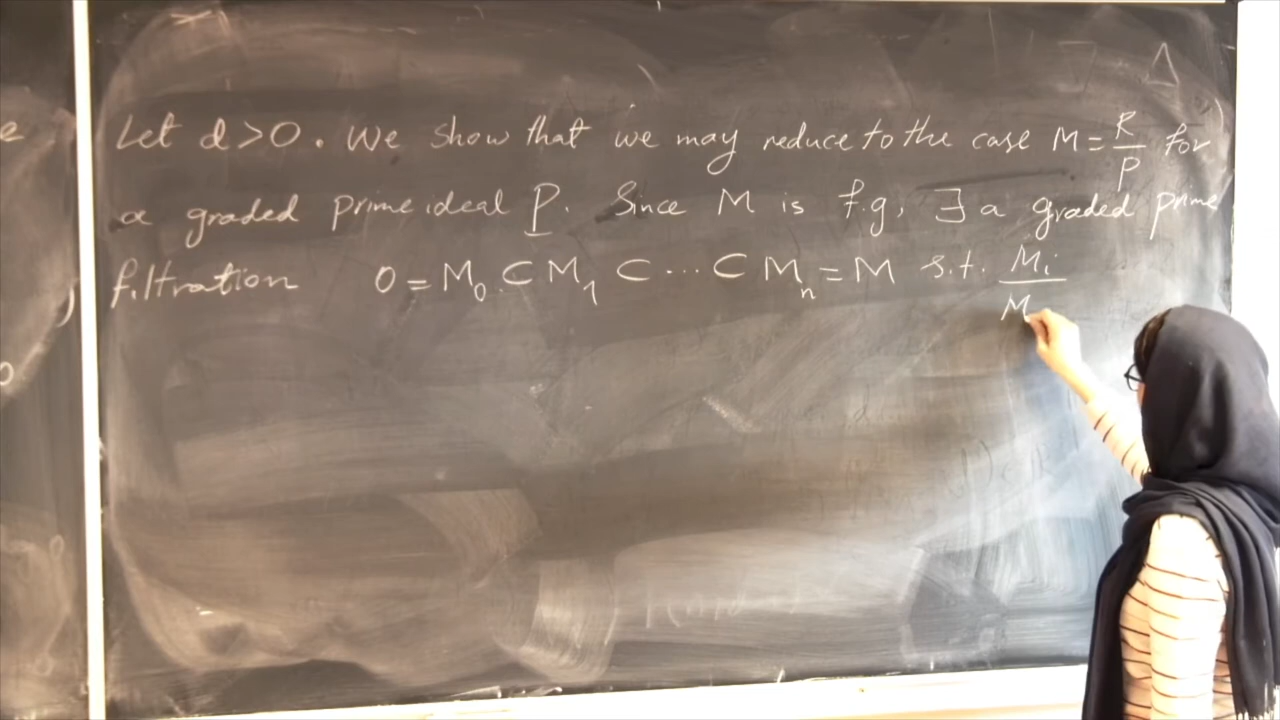 Let d > 0 . We show that we may reduce to the case M = R/P for
a graded prime ideal P. Since M is f.g, ∃ a graded prime
filtration 0 = M₀ ⊂ M₁ ⊂ ... ⊂ Mₙ = M s.t. Mᵢ/M